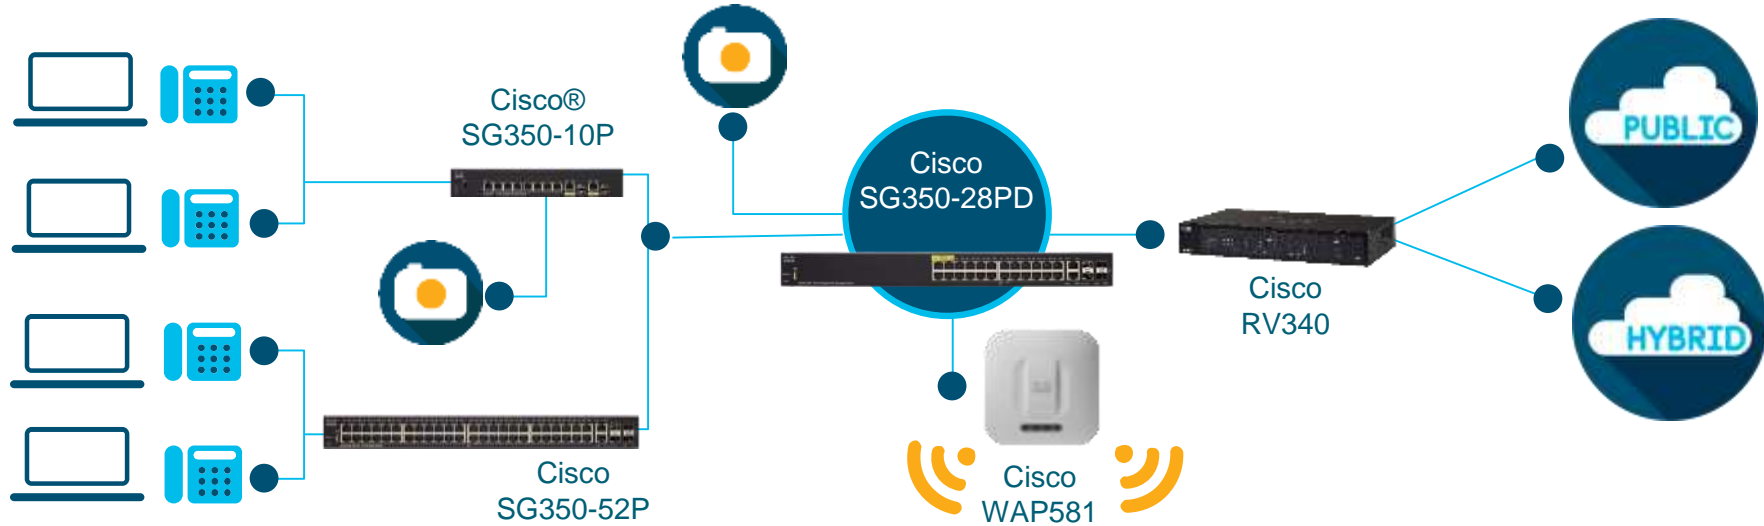 Cisco®
SG350-10P
Cisco
SG350-28PD
PUBLIC
Cisco
RV340
HYBRID
Cisco
SG350-52P
Cisco
WAP581